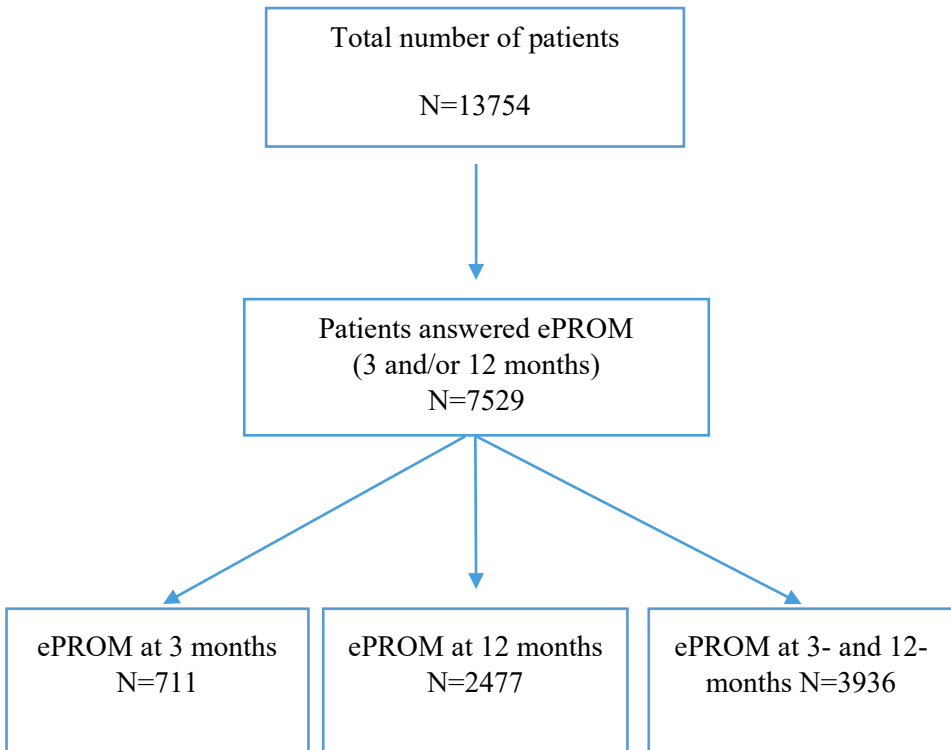 Total number of patients
N=13754
Patients answered ePROM
(3 and/or 12 months)
N=7529
ePROM at 3 months
N=711
ePROM at 12 months
N=2477
ePROM at 3- and 12-
months N=3936